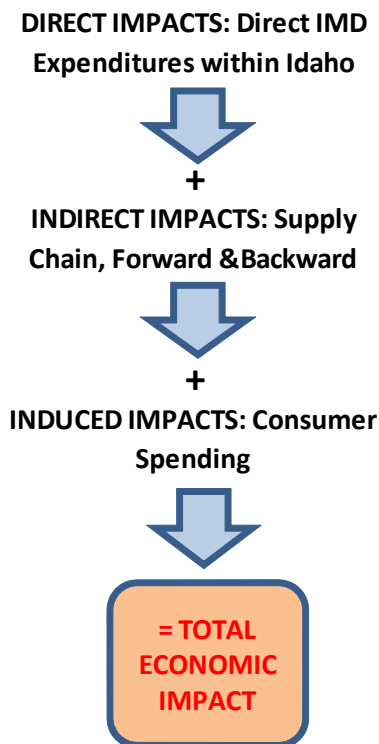 DIRECT IMPACTS: Direct IMD
Expenditures within Idaho
+
INDIRECT IMPACTS: Supply
Chain, Forward &Backward
+
INDUCED IMPACTS: Consumer
Spending
= TOTAL
ECONOMIC
IMPACT